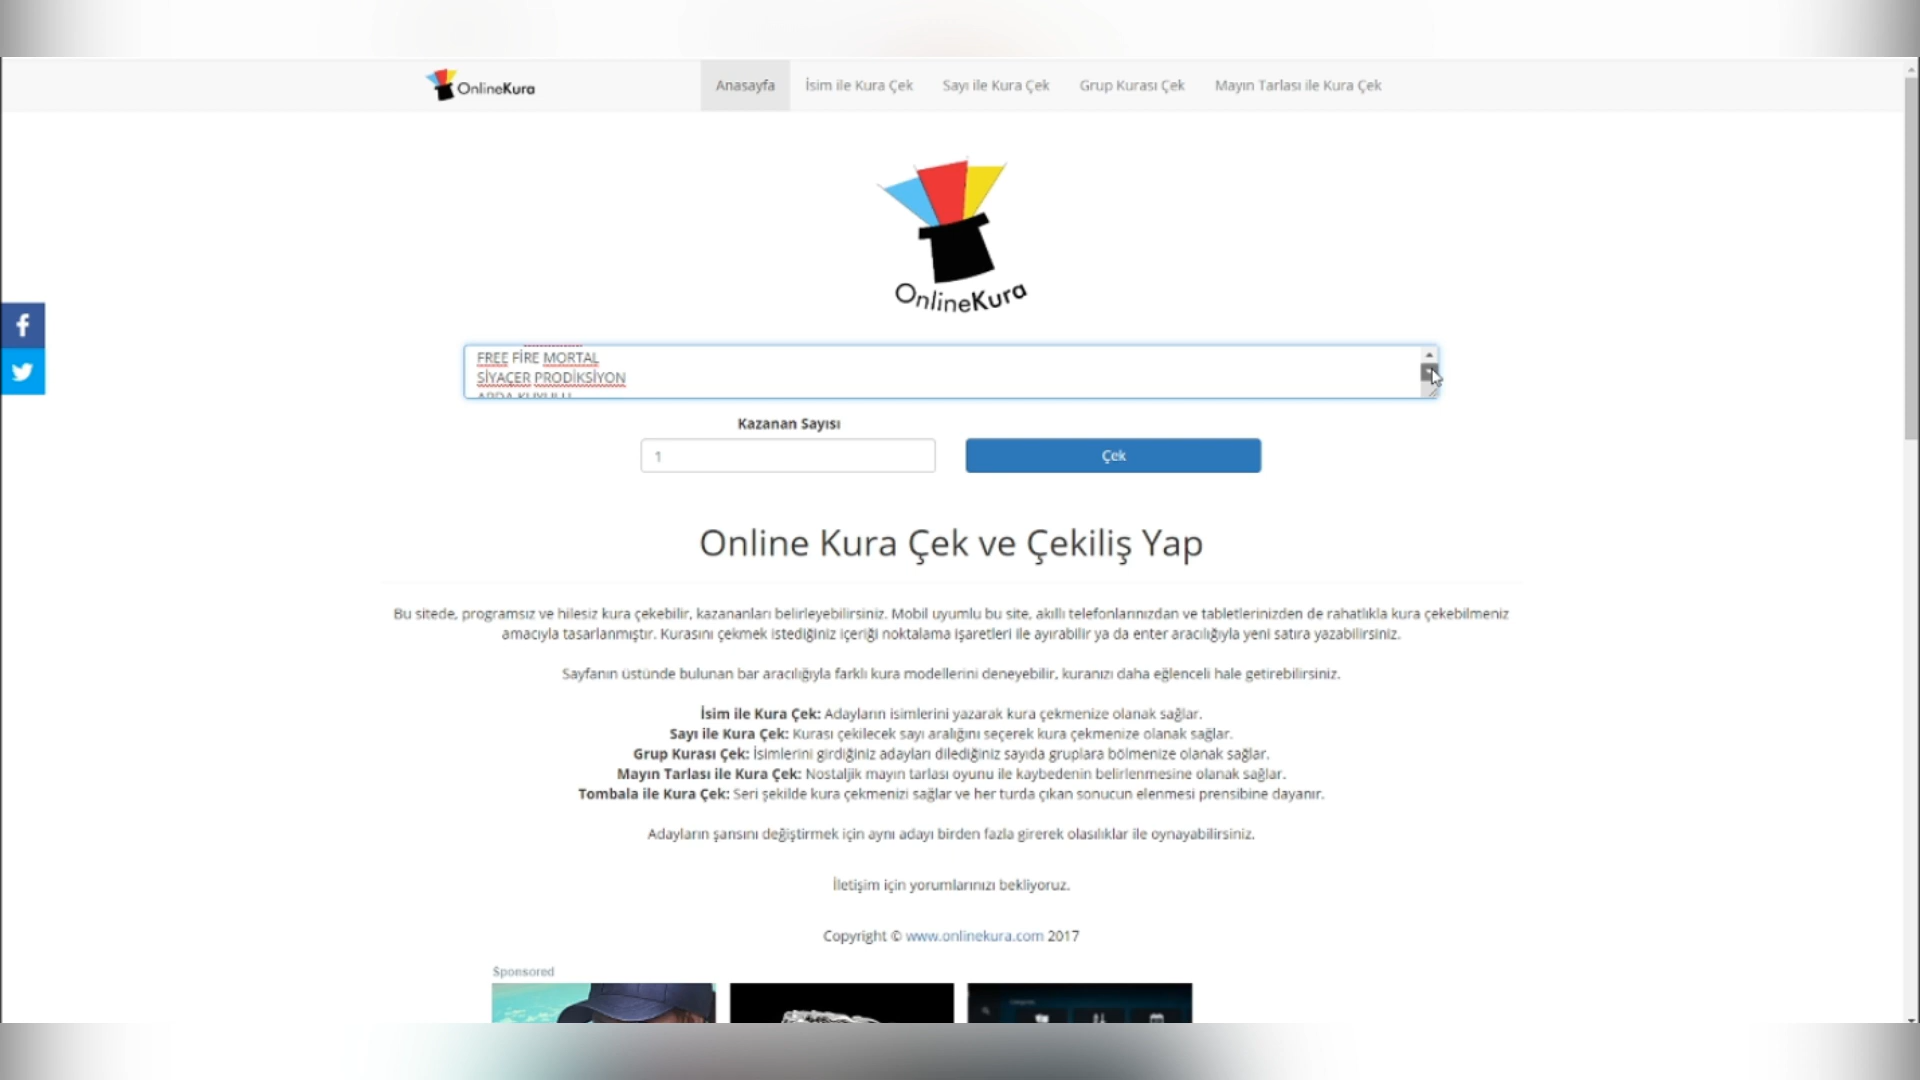 OnlineKura
Anasayfa
İsim ile Kura Çek
Sayı ile Kura Çek
Grup Kurası Çek
Mayın Tarlası ile Kura Çek
OnlineKura
FREE FİRE MORTAL
SİYAÇER PRODİKSİYON
Kazanan Sayısı
1
Çek
Online Kura Çek ve Çekiliş Yap
Bu sitede, programsız ve hilesiz kura çekebilir, kazananları belirleyebilirsiniz. Mobil uyumlu bu site, akıllı telefonlarınızdan ve tabletlerinizden de rahatlıkla kura çekebilmeniz
amacıyla tasarlanmıştır. Kurasını çekmek istediğiniz içeriği noktalama işaretleri ile ayırabilir ya da enter aracılığıyla yeni satıra yazabilirsiniz.
Sayfanın üstünde bulunan bar aracılığıyla farklı kura modellerini deneyebilir, kuranızı daha eğlenceli hale getirebilirsiniz.
İsim ile Kura Çek: Adayların isimlerini yazarak kura çekmenize olanak sağlar.
Sayı ile Kura Çek: Kurası çekilecek sayı aralığını seçerek kura çekmenize olanak sağlar.
Grup Kurası Çek: İsimlerini girdiğiniz adayları dilediğiniz sayıda gruplara bölmenize olanak sağlar.
Mayın Tarlası ile Kura Çek: Nostaljik mayın tarlası oyunu ile kaybedenin belirlenmesine olanak sağlar.
Tombala ile Kura Çek: Seri şekilde kura çekmenizi sağlar ve her turda çıkan sonucun elenmesi prensibine dayanır.
Adayların şansını değiştirmek için aynı adayı birden fazla girerek olasılıklar ile oynayabilirsiniz.
İletişim için yorumlarınızı bekliyoruz.
Copyright © www.onlinekura.com 2017
Sponsored